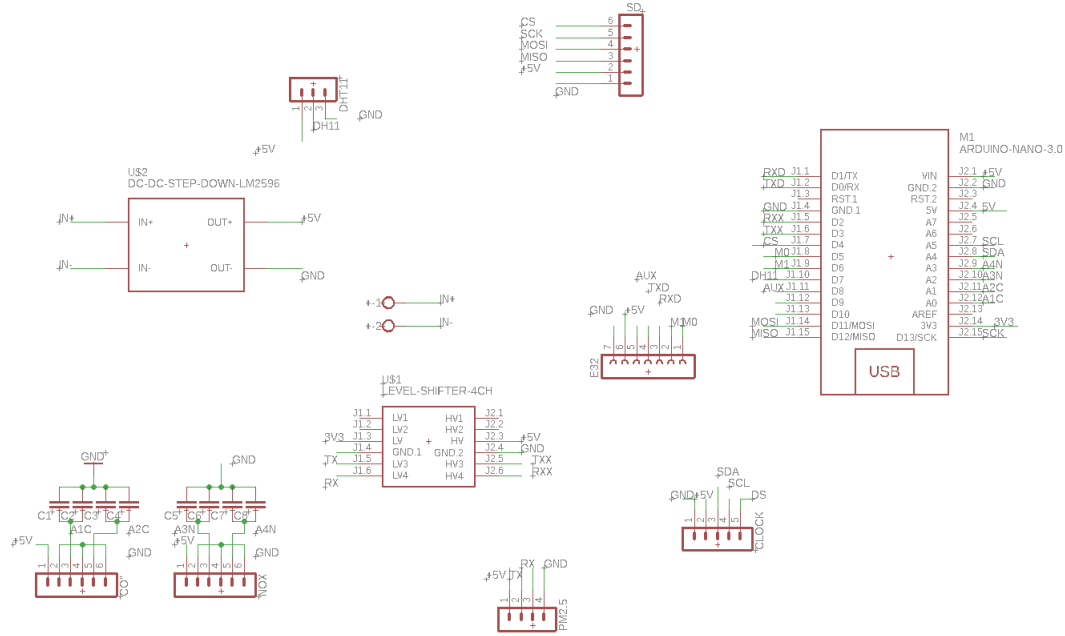 SD
CS 6
SCK 5
MOSI 4
MISO 3
+5V 2
1
GND
DHT11
1 2 3
GND
DH11
+5V
M1
ARDUINO-NANO-3.0
U$2
DC-DC-STEP-DOWN-LM2596
IN+ IN+ OUT+ +5V
IN- IN- OUT- GND
RXD J1.1 D1/TX VIN J2.1 +5V
TXD J1.2 D0/RX GND.2 J2.2 GND
J1.3 RST.1 RST.2 J2.3
GND J1.4 GND.1 5V J2.4 5V
RXX J1.5 D2 A7 J2.5
TXX J1.6 D3 A6 J2.6
CS J1.7 D4 A5 J2.7 SCL
M0 J1.8 D5 A4 J2.8 SDA
M1 J1.9 D6 A3 J2.9 A4N
DH11 J1.10 D7 A2 J2.10 A3N
AUX J1.11 D8 A1 J2.11 A2C
J1.12 D9 A0 J2.12 A1C
J1.13 D10 AREF J2.13
MOSI J1.14 D11/MOSI 3V3 J2.14 3V3
MISO J1.15 D12/MISO D13/SCK J2.15 SCK
USB
+-1 IN+
+-2 IN-
AUX
TXD
RXD
GND +5V M1 M0
7 6 5 4 3 2 1
E32
U$1
LEVEL-SHIFTER-4CH
J1.1 LV1 HV1 J2.1
J1.2 LV2 HV2 J2.2
3V3 J1.3 LV HV J2.3 +5V
J1.4 GND.1 GND.2 J2.4 GND
TX J1.5 LV3 HV3 J2.5 TXX
RX J1.6 LV4 HV4 J2.6 RXX
GND
C1 C2 C3 C4
A1C A2C
+5V GND
1 2 3 4 5 6
CO"
GND
C5 C6 C7 C8
A3N A4N
+5V GND
1 2 3 4 5 6
NOX
SDA
SCL
GND +5V DS
1 2 3 4 5
CLOCK
RX GND
+5V TX
1 2 3 4
PM2.5